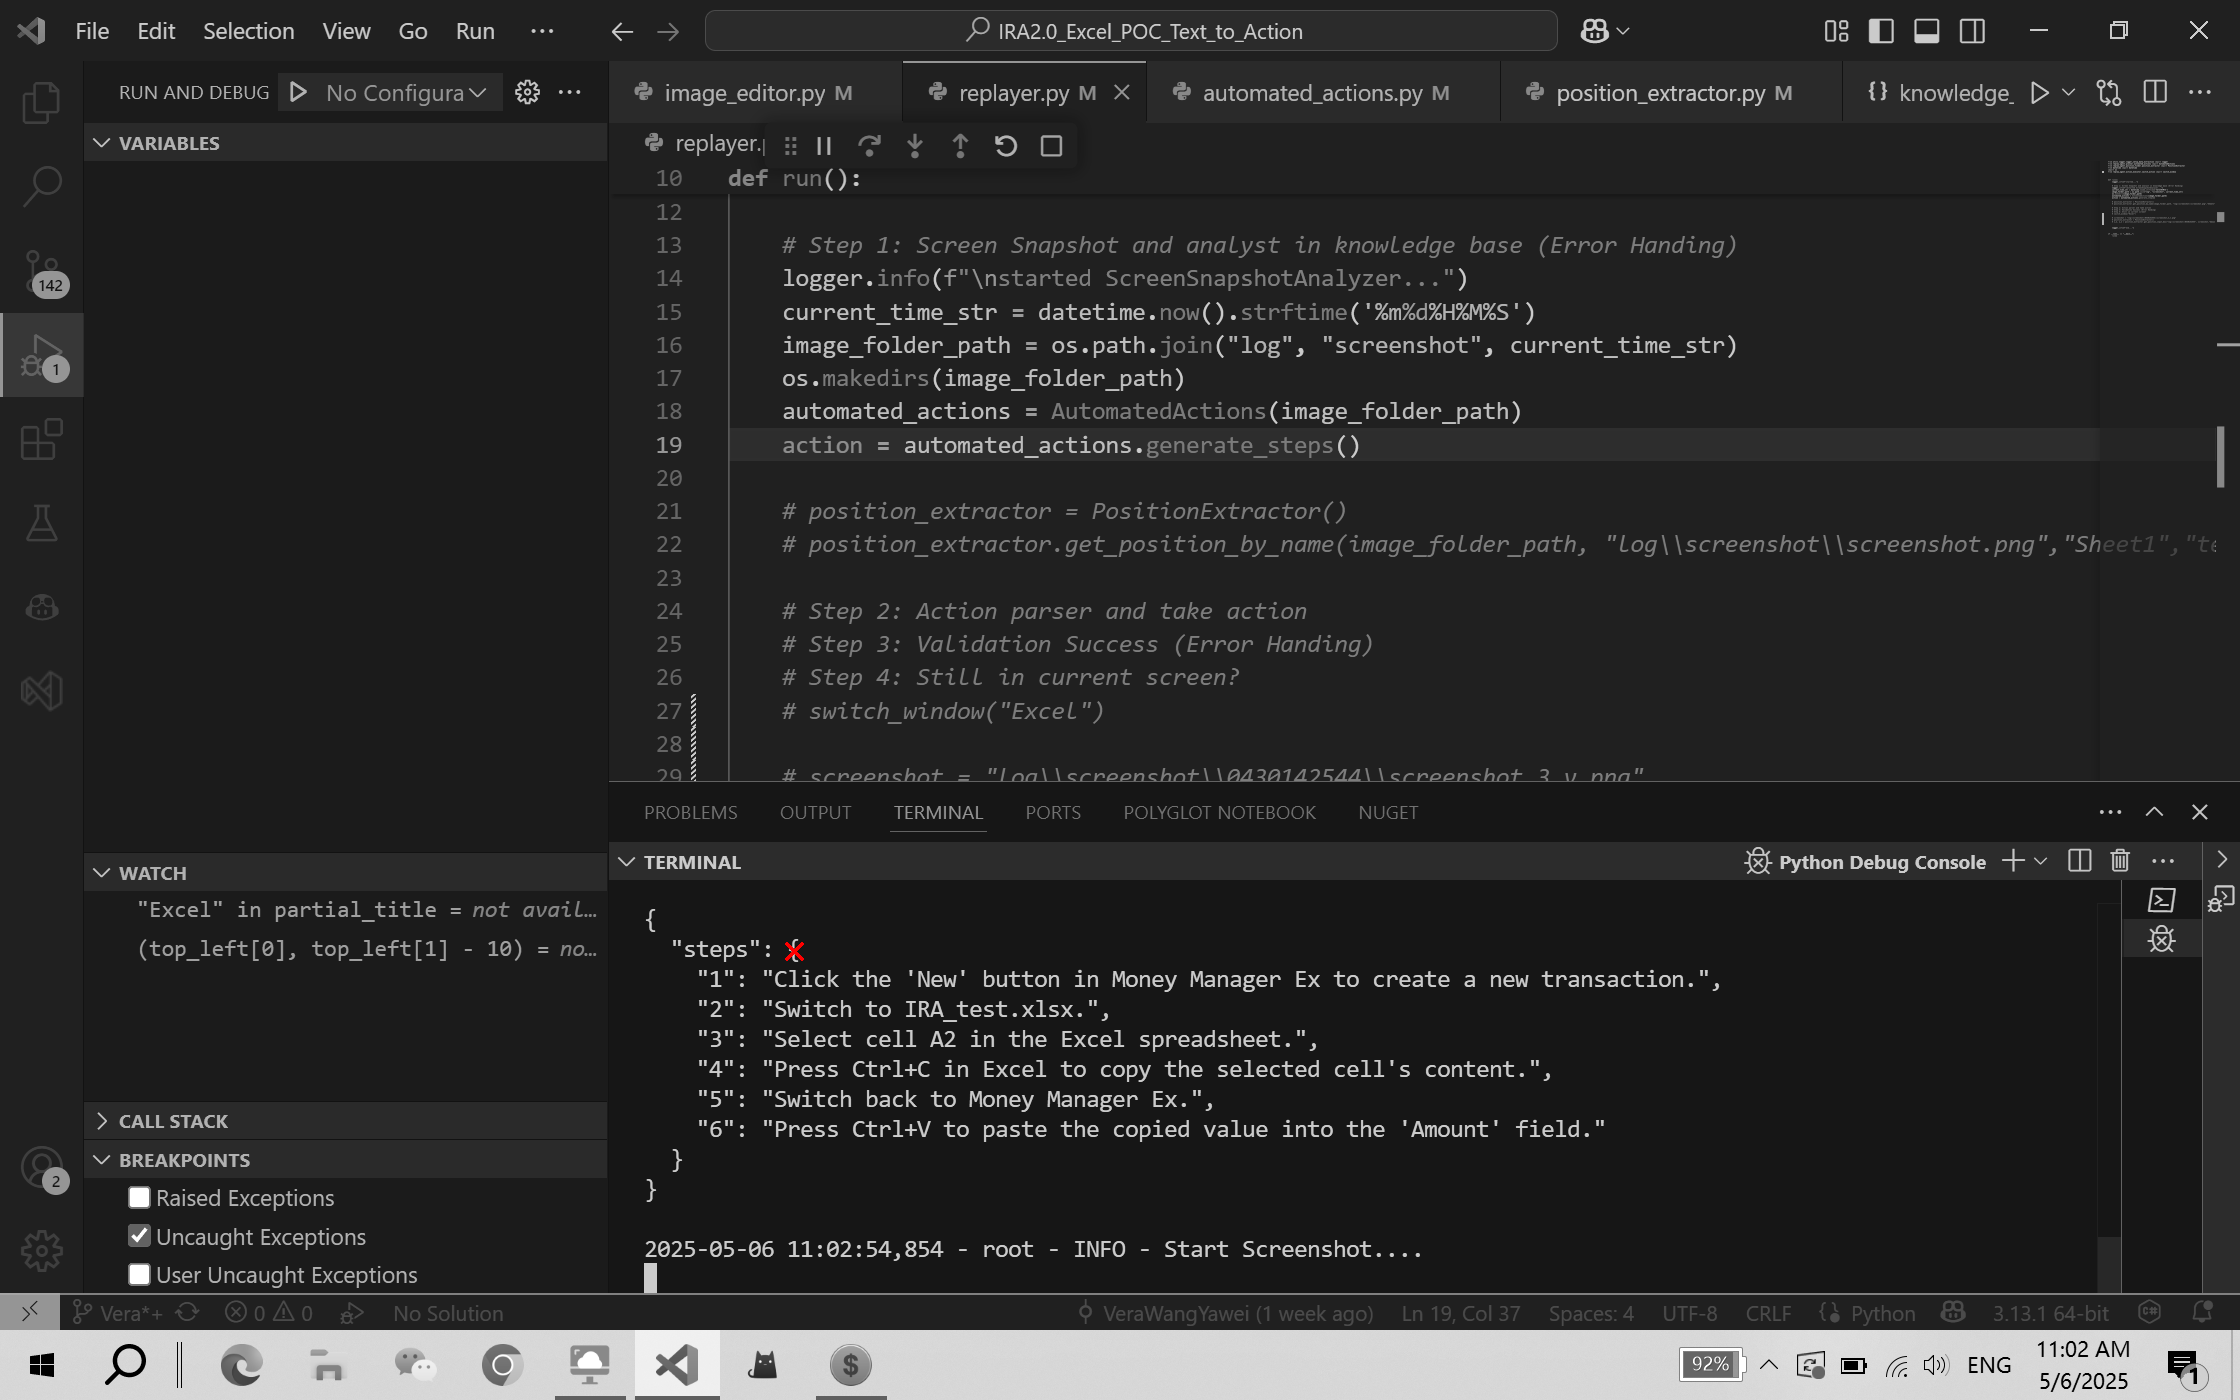 File Edit Selection View Go Run ...
IRA2.0_Excel_POC_Text_to_Action
RUN AND DEBUG No Configura
image_editor.py M
replayer.py M
automated_actions.py M
position_extractor.py M
{} knowledge_
VARIABLES
replayer.
10 def run():
12
13 # Step 1: Screen Snapshot and analyst in knowledge base (Error Handing)
14 logger.info(f"\nstarted ScreenSnapshotAnalyzer...")
15 current_time_str = datetime.now().strftime('%m%d%H%M%S')
16 image_folder_path = os.path.join("log", "screenshot", current_time_str)
17 os.makedirs(image_folder_path)
18 automated_actions = AutomatedActions(image_folder_path)
19 action = automated_actions.generate_steps()
20
21 # position_extractor = PositionExtractor()
22 # position_extractor.get_position_by_name(image_folder_path, "log\\screenshot\\screenshot.png","Sheet1","te
23
24 # Step 2: Action parser and take action
25 # Step 3: Validation Success (Error Handing)
26 # Step 4: Still in current screen?
27 # switch_window("Excel")
28
29 # screenshot = "log\\screenshot\\0430142544\\screenshot_3_v.png"
142
1
2
WATCH
"Excel" in partial_title = not avail…
(top_left[0], top_left[1] - 10) = no…
CALL STACK
BREAKPOINTS
Raised Exceptions
Uncaught Exceptions
User Uncaught Exceptions
PROBLEMS OUTPUT TERMINAL PORTS POLYGLOT NOTEBOOK NUGET
TERMINAL
Python Debug Console
{
"steps": {
"1": "Click the 'New' button in Money Manager Ex to create a new transaction.",
"2": "Switch to IRA_test.xlsx.",
"3": "Select cell A2 in the Excel spreadsheet.",
"4": "Press Ctrl+C in Excel to copy the selected cell's content.",
"5": "Switch back to Money Manager Ex.",
"6": "Press Ctrl+V to paste the copied value into the 'Amount' field."
}
}
2025-05-06 11:02:54,854 - root - INFO - Start Screenshot....
Vera*+ 0 0 No Solution VeraWangYawei (1 week ago) Ln 19, Col 37 Spaces: 4 UTF-8 CRLF {} Python 3.13.1 64-bit
92% ENG
11:02 AM
5/6/2025
1